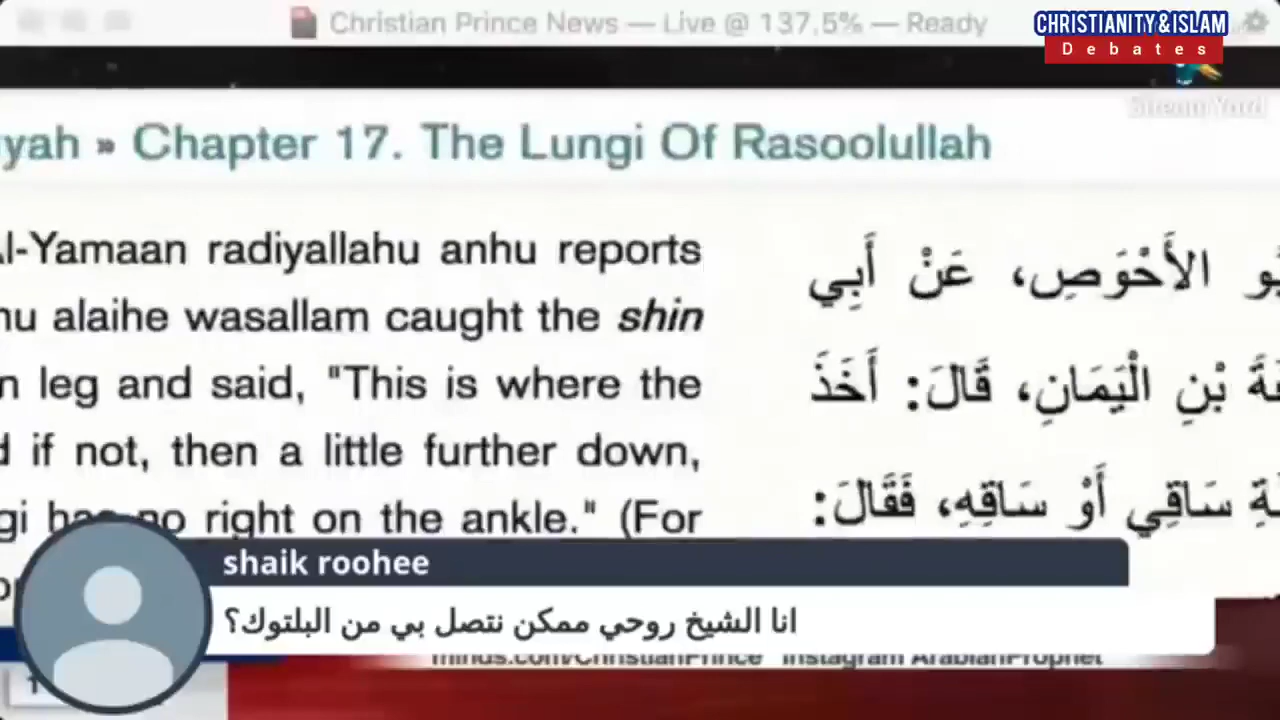 Christian Prince News — Live @ 137,5% — Ready
CHRISTIANITY & ISLAM
Debates
yah » Chapter 17. The Lungi Of Rasoolullah
Al-Yamaan radiyallahu anhu reports
hu alaihe wasallam caught the shin
n leg and said, "This is where the
d if not, then a little further down,
gi has no right on the ankle." (For
بُو الأَحْوَصِ، عَنْ أَبِي
فَةَ بْنِ الْيَمَانِ، قَالَ: أَخَذَ
لَةِ سَاقِي أَوْ سَاقِهِ، فَقَالَ:
shaik roohee
انا الشيخ روحي ممكن نتصل بي من البلتوك؟
minds.com/ChristianPrince Instagram ArabianProphet